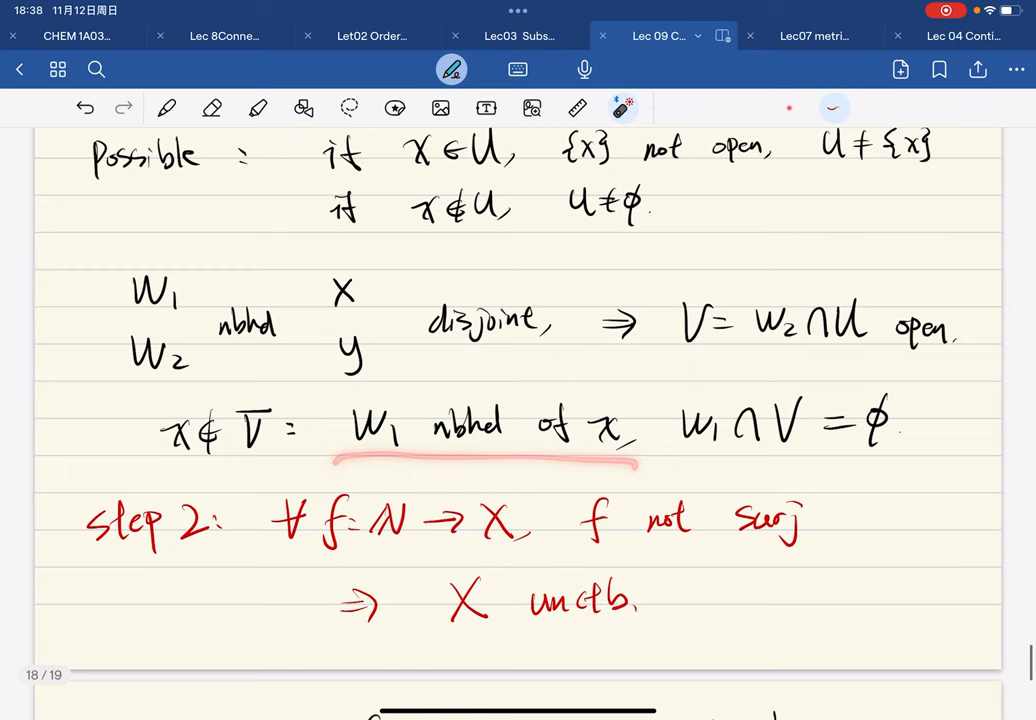 18:38 11月12日周日
CHEM 1A03... Lec 8Conne... Let02 Order... Lec03 Subs... Lec 09 C... Lec07 metri... Lec 04 Conti...
Possible : if x ∈ U, {x} not open, U ≠ {x}
if x ∉ U, U ≠ ϕ.
W₁ x
nbhd disjoint, ⇒ V = W₂ ∩ U open.
W₂ y
x ∉ V̅ : W₁ nbhd of x, W₁ ∩ V = ϕ.
step 2: ∀ f: ℕ → X, f not surj
⇒ X unctb.
18 / 19